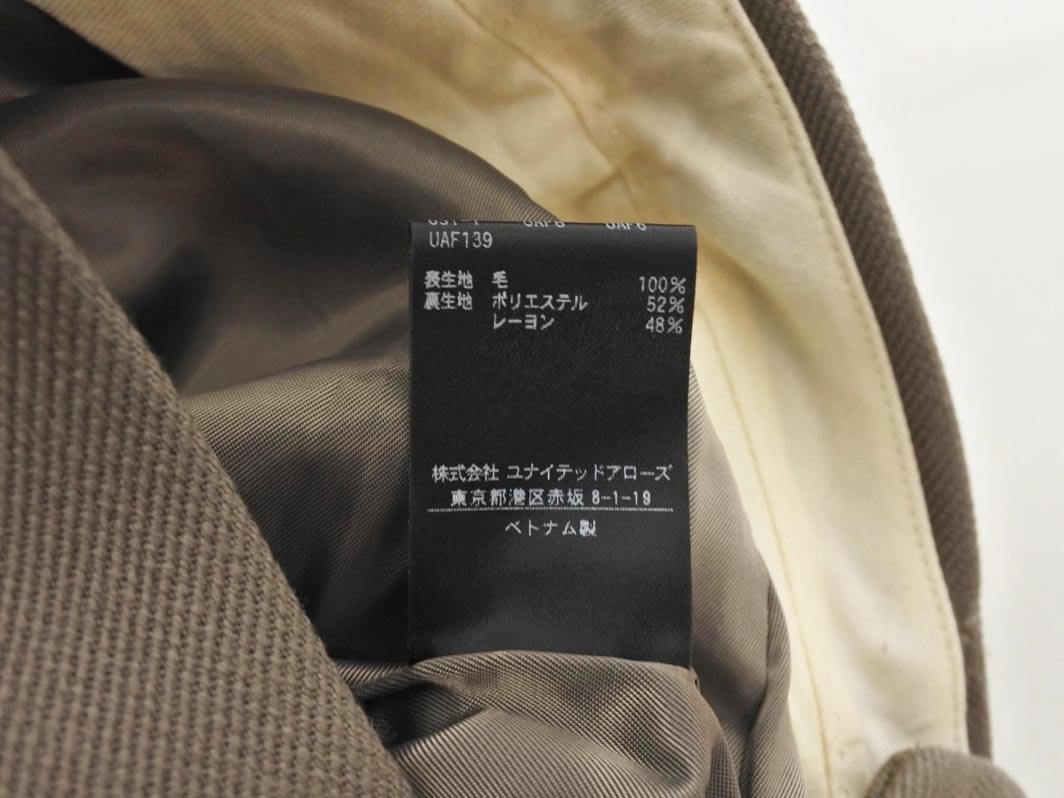 UAF139
表生地 毛 100%
裏生地 ポリエステル 52%
レーヨン 48%
株式会社 ユナイテッドアローズ
東京都港区赤坂 8-1-19
ベトナム製